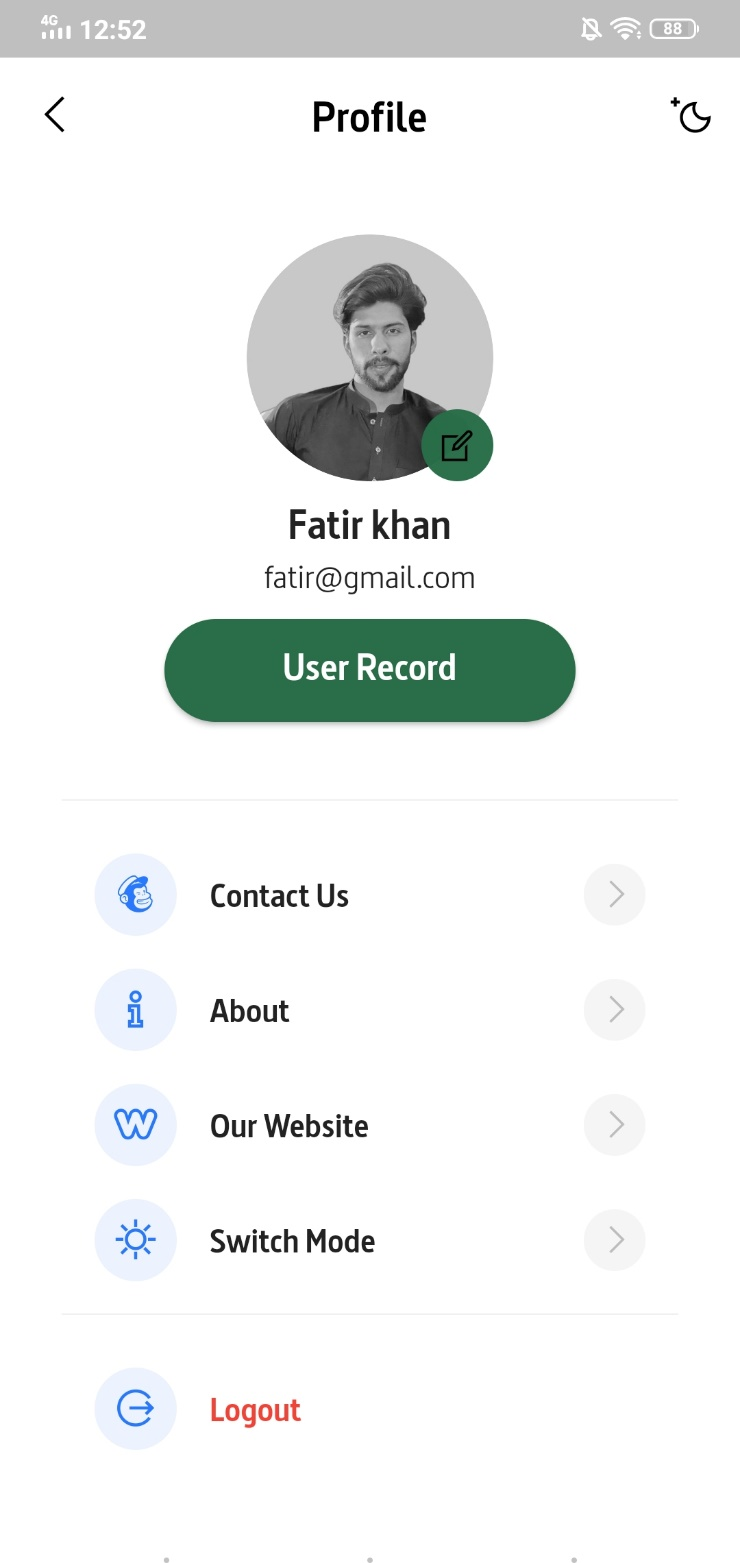 4G 12:52 88
Profile
Fatir khan
fatir@gmail.com
User Record
Contact Us
About
Our Website
Switch Mode
Logout